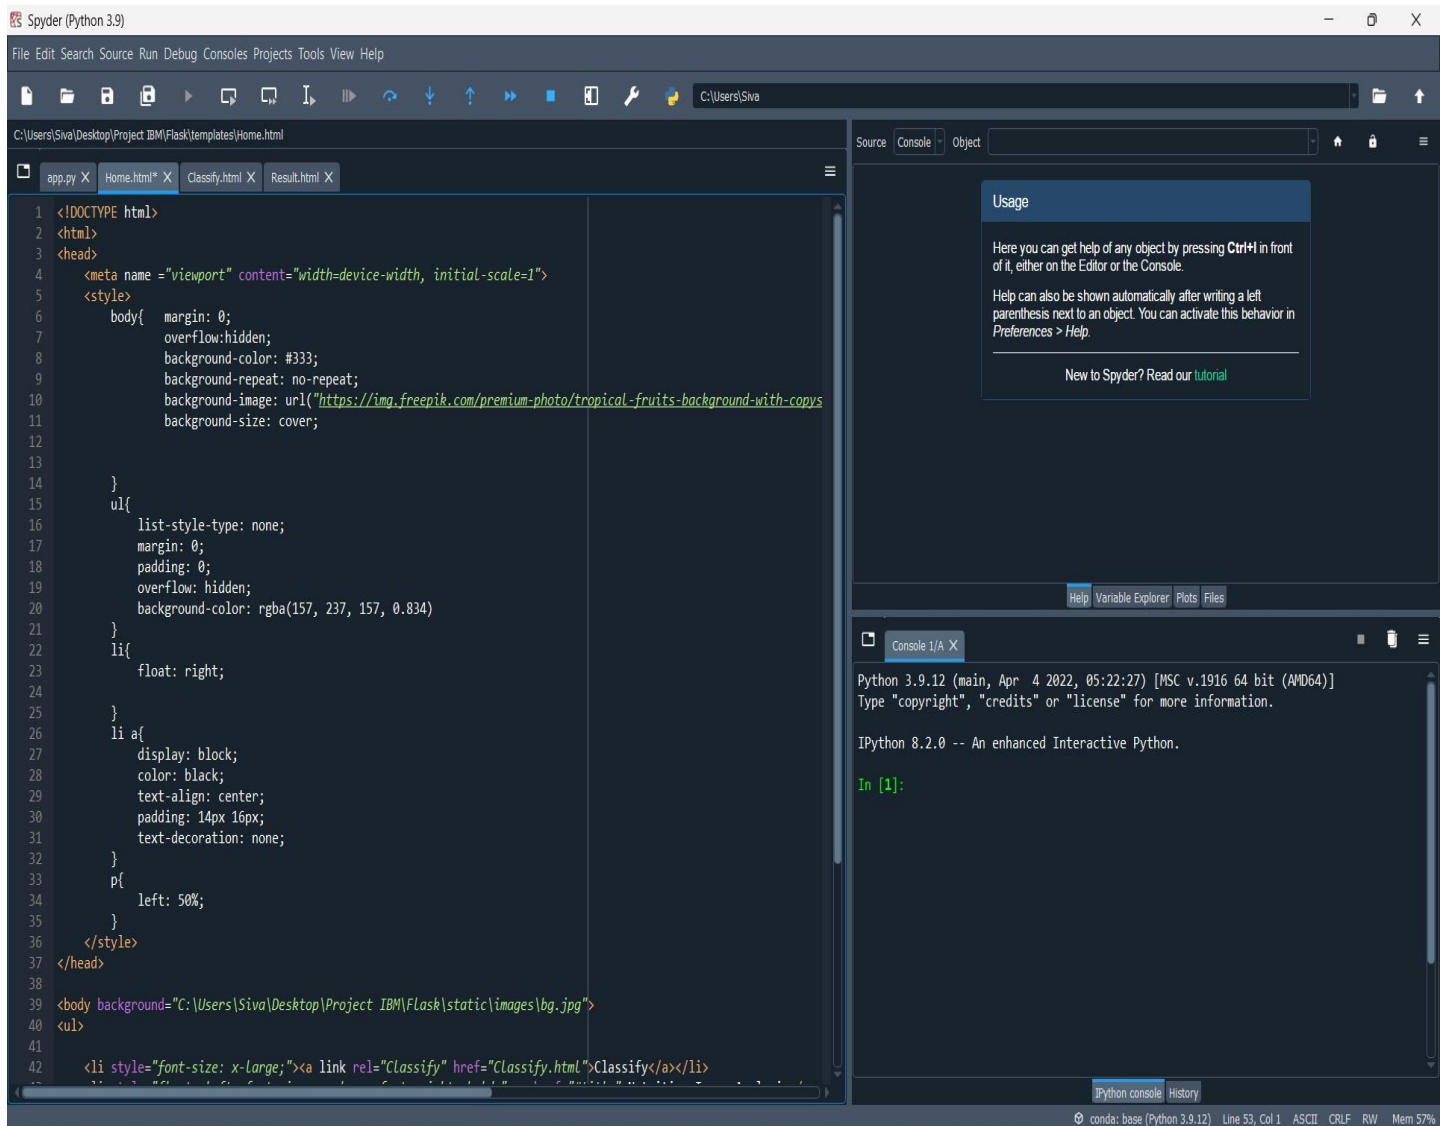 Spyder (Python 3.9)
File Edit Search Source Run Debug Consoles Projects Tools View Help
C:\Users\Siva
C:\Users\Siva\Desktop\Project IBM\Flask\templates\Home.html
app.py X Home.html* X Classify.html X Result.html X
1 <!DOCTYPE html>
2 <html>
3 <head>
4 <meta name ="viewport" content="width=device-width, initial-scale=1">
5 <style>
6 body{ margin: 0;
7 overflow:hidden;
8 background-color: #333;
9 background-repeat: no-repeat;
10 background-image: url("https://img.freepik.com/premium-photo/tropical-fruits-background-with-copys
11 background-size: cover;
12
13
14 }
15 ul{
16 list-style-type: none;
17 margin: 0;
18 padding: 0;
19 overflow: hidden;
20 background-color: rgba(157, 237, 157, 0.834)
21 }
22 li{
23 float: right;
24
25 }
26 li a{
27 display: block;
28 color: black;
29 text-align: center;
30 padding: 14px 16px;
31 text-decoration: none;
32 }
33 p{
34 left: 50%;
35 }
36 </style>
37 </head>
38
39 <body background="C:\Users\Siva\Desktop\Project IBM\Flask\static\images\bg.jpg">
40 <ul>
41
42 <li style="font-size: x-large;"><a link rel="Classify" href="Classify.html">Classify</a></li>
Source Console Object
Usage
Here you can get help of any object by pressing Ctrl+I in front
of it, either on the Editor or the Console.
Help can also be shown automatically after writing a left
parenthesis next to an object. You can activate this behavior in
Preferences > Help.
New to Spyder? Read our tutorial
Help Variable Explorer Plots Files
Console 1/A X
Python 3.9.12 (main, Apr 4 2022, 05:22:27) [MSC v.1916 64 bit (AMD64)]
Type "copyright", "credits" or "license" for more information.
IPython 8.2.0 -- An enhanced Interactive Python.
In [1]:
IPython console History
conda: base (Python 3.9.12) Line 53, Col 1 ASCII CRLF RW Mem 57%